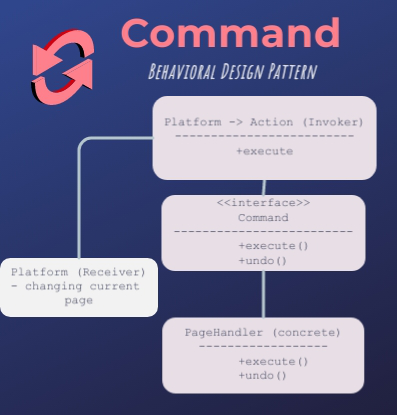 Command
Behavioral Design Pattern
Platform -> Action (Invoker)
-------------------------
+execute
<<interface>>
Command
-------------------------
+execute()
+undo()
Platform (Receiver)
- changing current
page
PageHandler (concrete)
------------------
+execute()
+undo()